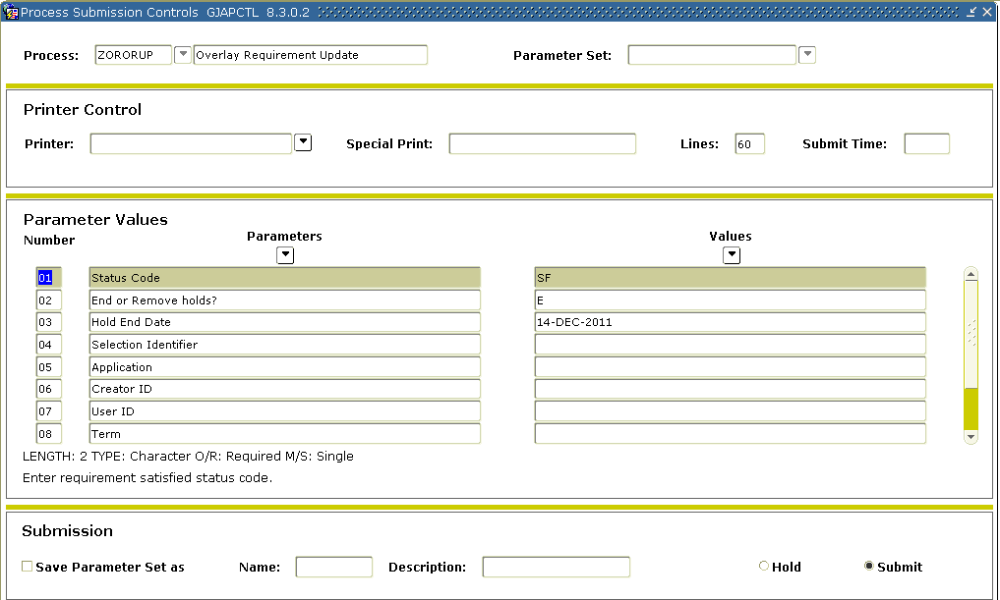 Process Submission Controls GJAPCTL 8.3.0.2
Process: ZORORUP Overlay Requirement Update Parameter Set:
Printer Control
Printer: Special Print: Lines: 60 Submit Time:
Parameter Values
Number Parameters Values
01 Status Code SF
02 End or Remove holds? E
03 Hold End Date 14-DEC-2011
04 Selection Identifier
05 Application
06 Creator ID
07 User ID
08 Term
LENGTH: 2 TYPE: Character O/R: Required M/S: Single
Enter requirement satisfied status code.
Submission
Save Parameter Set as Name: Description: Hold Submit